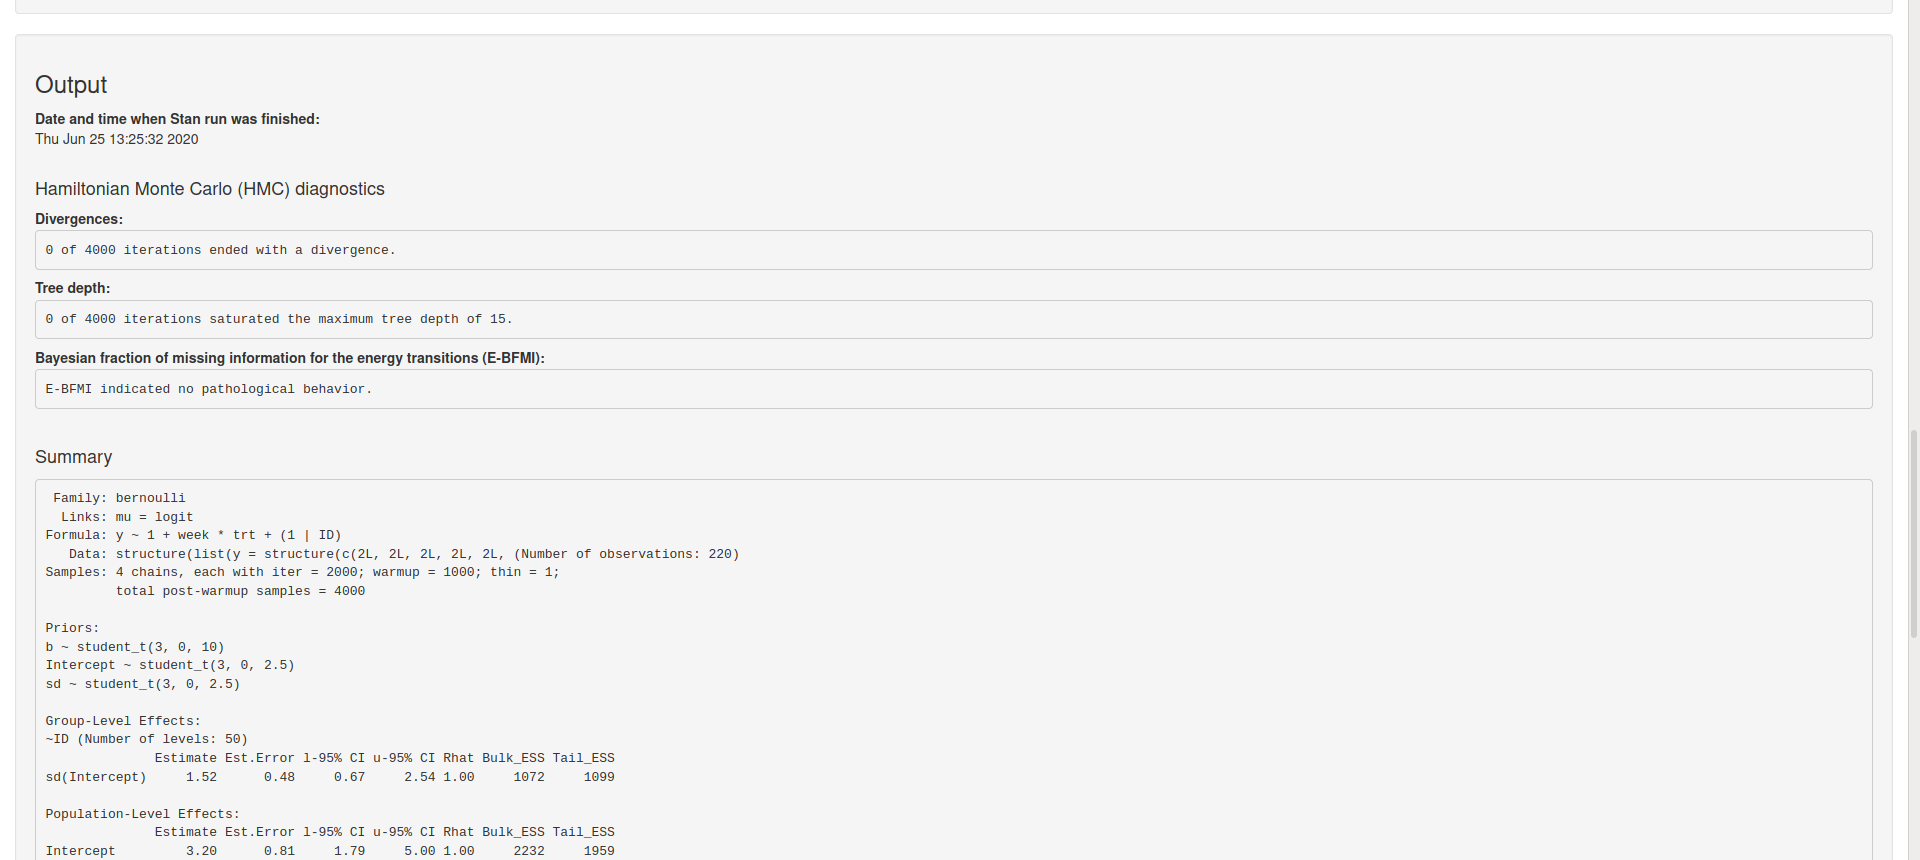 Output
Date and time when Stan run was finished:
Thu Jun 25 13:25:32 2020
Hamiltonian Monte Carlo (HMC) diagnostics
Divergences:
0 of 4000 iterations ended with a divergence.
Tree depth:
0 of 4000 iterations saturated the maximum tree depth of 15.
Bayesian fraction of missing information for the energy transitions (E-BFMI):
E-BFMI indicated no pathological behavior.
Summary
 Family: bernoulli
  Links: mu = logit
Formula: y ~ 1 + week * trt + (1 | ID)
   Data: structure(list(y = structure(c(2L, 2L, 2L, 2L, 2L, (Number of observations: 220)
Samples: 4 chains, each with iter = 2000; warmup = 1000; thin = 1;
         total post-warmup samples = 4000
Priors:
b ~ student_t(3, 0, 10)
Intercept ~ student_t(3, 0, 2.5)
sd ~ student_t(3, 0, 2.5)
Group-Level Effects:
~ID (Number of levels: 50)
              Estimate Est.Error l-95% CI u-95% CI Rhat Bulk_ESS Tail_ESS
sd(Intercept)     1.52      0.48     0.67     2.54 1.00     1072     1099
Population-Level Effects:
              Estimate Est.Error l-95% CI u-95% CI Rhat Bulk_ESS Tail_ESS
Intercept         3.20      0.81     1.79     5.00 1.00     2232     1959